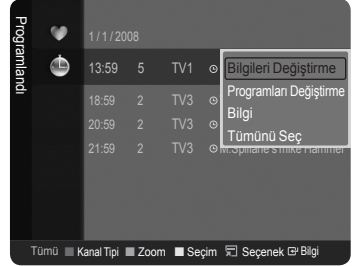 Programlandı
1 / 1 / 2008
13:59 5 TV1 Bilgileri Değiştirme
18:59 2 TV3 Programları Değiştirme
20:59 2 TV3 Bilgi
21:59 2 TV3 M.Spillane's mike Hammer
Tümünü Seç
Tümü Kanal Tipi Zoom Seçim Seçenek Bilgi